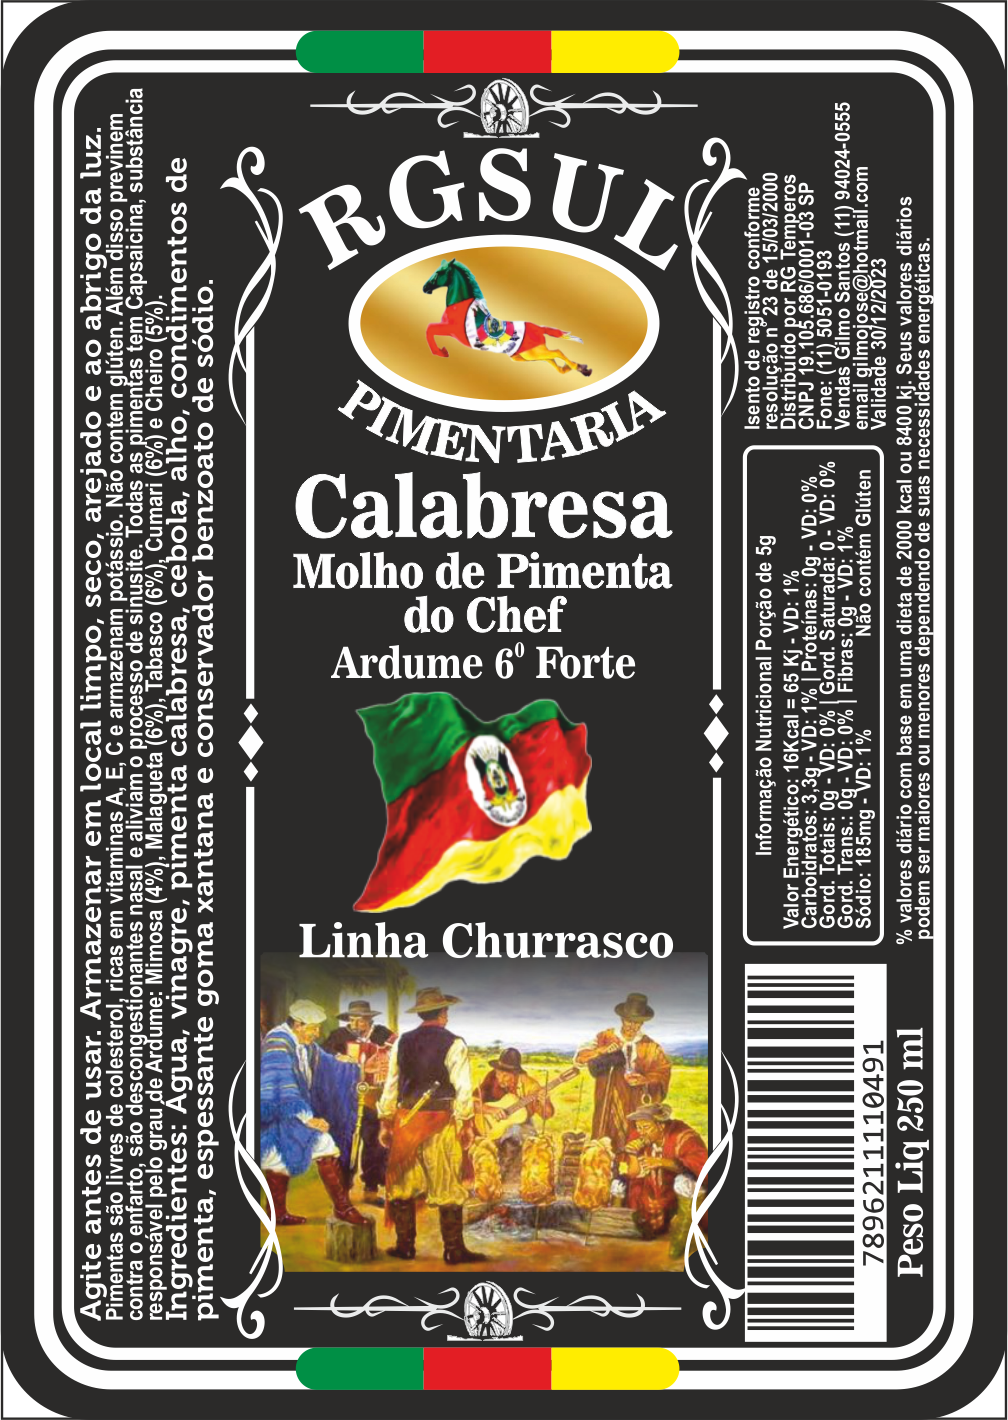 Agite antes de usar. Armazenar em local limpo, seco, arejado e ao abrigo da luz.
Pimentas são livres de colesterol, ricas em vitaminas A, E, C e armazenam potássio. Não contem glúten. Além disso previnem
contra o enfarto, são descongestionantes nasal e aliviam o processo de sinusite. Todas as pimentas tem Capsaicina, substância
responsável pelo grau de Ardume: Mimosa (4%), Malagueta (6%), Tabasco (6%), Cumari (6%) e Cheiro (5%).
Ingredientes: Água, vinagre, pimenta calabresa, cebola, alho, condimentos de
pimenta, espessante goma xantana e conservador benzoato de sódio.
RGSUL
PIMENTARIA
Calabresa
Molho de Pimenta
do Chef
Ardume 6⁰ Forte
Linha Churrasco
Isento de registro conforme
resolução n°23 de 15/03/2000
Distribuido por RG Temperos
CNPJ 19.105.686/0001-03 SP
Fone: (11) 5051-0193
Vendas Gilmo Santos (11) 94024-0555
email gilmojose@hotmail.com
Validade 30/12/2023
Informação Nutricional Porção de 5g
Valor Energético: 16Kcal = 65 Kj - VD: 1%
Carboidratos: 3,3g - VD: 1% | Proteínas: 0g - VD: 0%
Gord. Totais: 0g - VD: 0% | Gord. Saturada: 0 - VD: 0%
Gord. Trans.: 0g - VD: 0% | Fibras: 0g - VD: 1%
Sódio: 185mg - VD: 1% Não contém Glúten
% valores diário com base em uma dieta de 2000 kcal ou 8400 kj. Seus valores diários
podem ser maiores ou menores dependendo de suas necessidades energéticas.
7896211110491
Peso Liq 250 ml